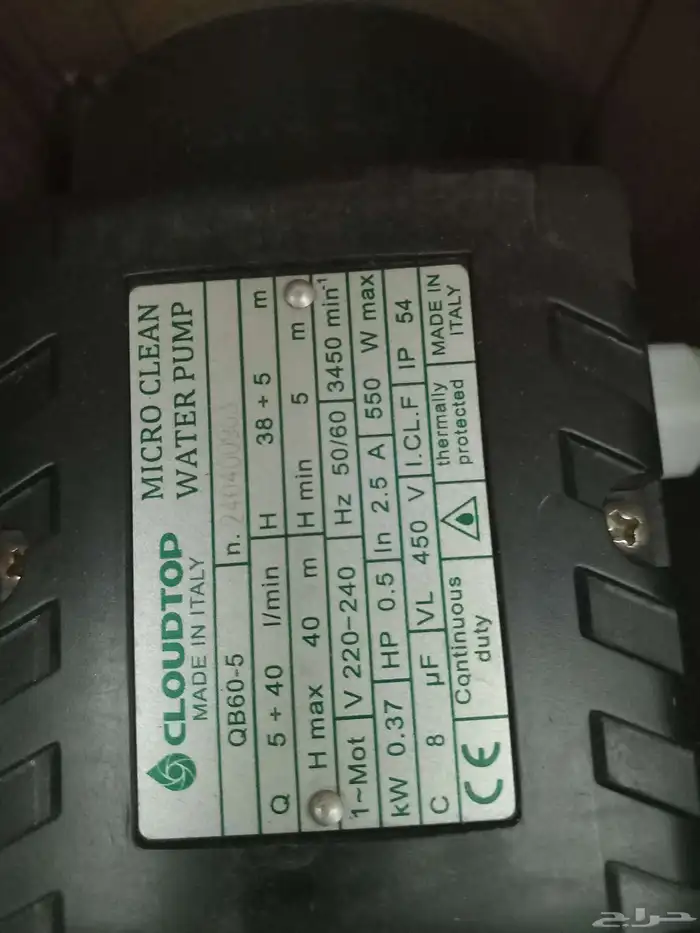 CLOUDTOP
MADE IN ITALY
MICRO CLEAN
WATER PUMP
QB60-5 n.
Q 5 ÷ 40 l/min H 38 ÷ 5 m
H max 40 m H min 5 m
1~Mot V 220-240 Hz 50/60 3450 min⁻¹
kW 0.37 HP 0.5 In 2.5 A 550 W max
C 8 µF VL 450 V I.CL.F IP 54
CE Continuous duty thermally protected MADE IN ITALY
حراج